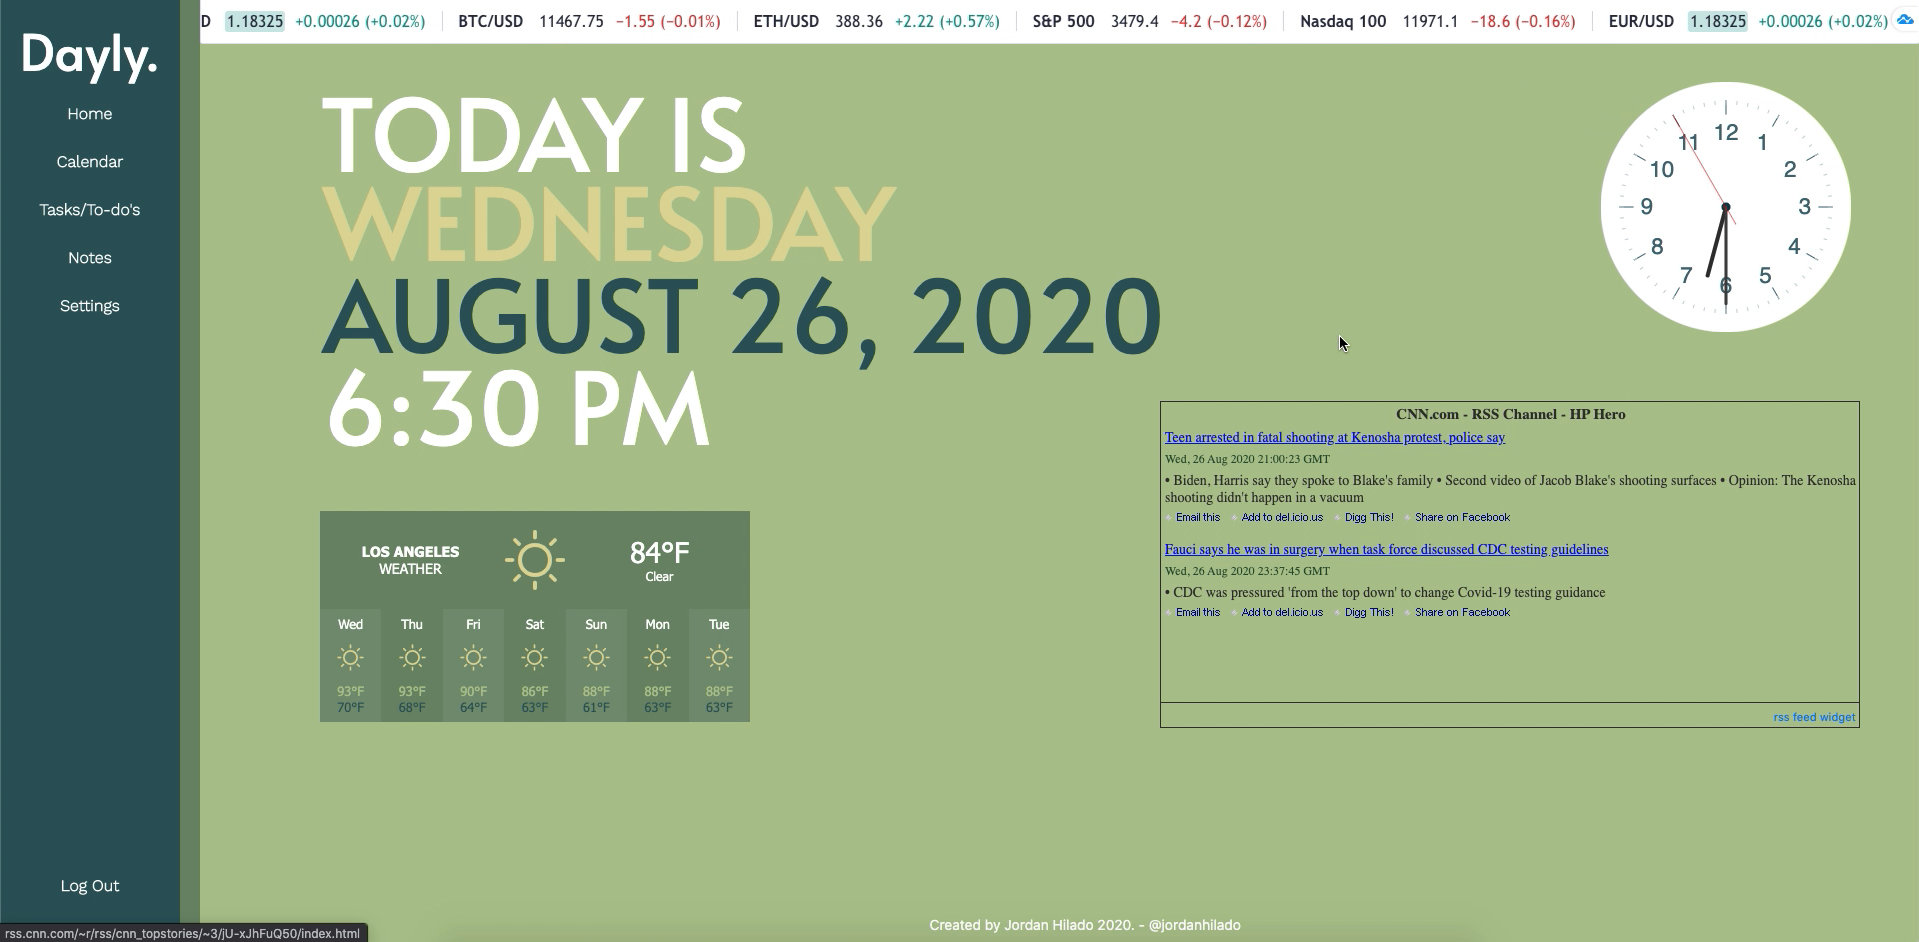 Dayly.
Home
Calendar
Tasks/To-do's
Notes
Settings
Log Out
D 1.18325 +0.00026 (+0.02%) BTC/USD 11467.75 −1.55 (−0.01%) ETH/USD 388.36 +2.22 (+0.57%) S&P 500 3479.4 −4.2 (−0.12%) Nasdaq 100 11971.1 −18.6 (−0.16%) EUR/USD 1.18325 +0.00026 (+0.02%)
TODAY IS
WEDNESDAY
AUGUST 26, 2020
6:30 PM
12
11 1
10 2
9 3
8 4
7 5
6
LOS ANGELES
WEATHER
84°F
Clear
Wed Thu Fri Sat Sun Mon Tue
93°F 93°F 90°F 86°F 88°F 88°F 88°F
70°F 68°F 64°F 63°F 61°F 63°F 63°F
CNN.com - RSS Channel - HP Hero
Teen arrested in fatal shooting at Kenosha protest, police say
Wed, 26 Aug 2020 21:00:23 GMT
• Biden, Harris say they spoke to Blake's family • Second video of Jacob Blake's shooting surfaces • Opinion: The Kenosha
shooting didn't happen in a vacuum
Email this Add to del.icio.us Digg This! Share on Facebook
Fauci says he was in surgery when task force discussed CDC testing guidelines
Wed, 26 Aug 2020 23:37:45 GMT
• CDC was pressured 'from the top down' to change Covid-19 testing guidance
Email this Add to del.icio.us Digg This! Share on Facebook
rss feed widget
Created by Jordan Hilado 2020. - @jordanhilado
rss.cnn.com/~r/rss/cnn_topstories/~3/jU-xJhFuQ50/index.html